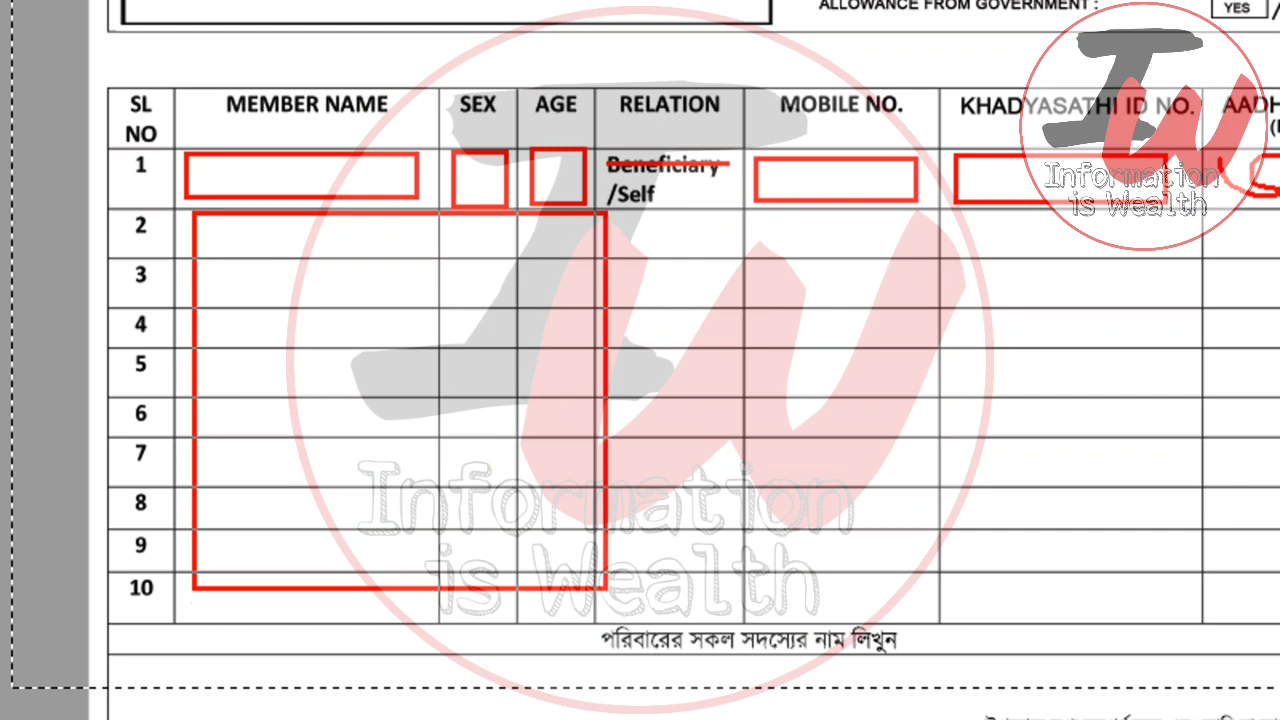 ALLOWANCE FROM GOVERNMENT :
YES /
SL NO MEMBER NAME SEX AGE RELATION MOBILE NO. KHADYASATHI ID NO.
1 Beneficiary /Self
2
3
4
5
6
7
8
9
10
পরিবারের সকল সদস্যের নাম লিখুন
Information
is Wealth
Information
is Wealth